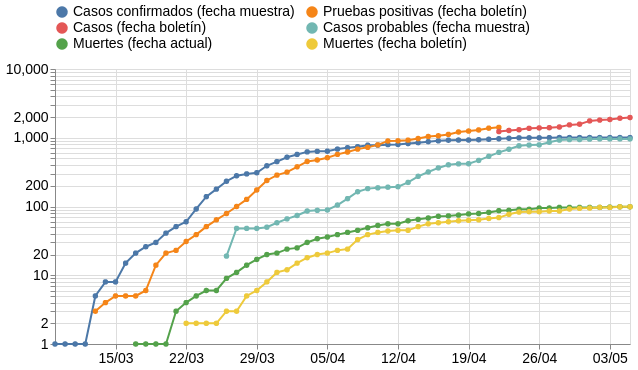 Casos confirmados (fecha muestra) Pruebas positivas (fecha boletín)
Casos (fecha boletín) Casos probables (fecha muestra)
Muertes (fecha actual) Muertes (fecha boletín)
10,000
2,000
1,000
200
100
20
10
2
1
15/03 22/03 29/03 05/04 12/04 19/04 26/04 03/05